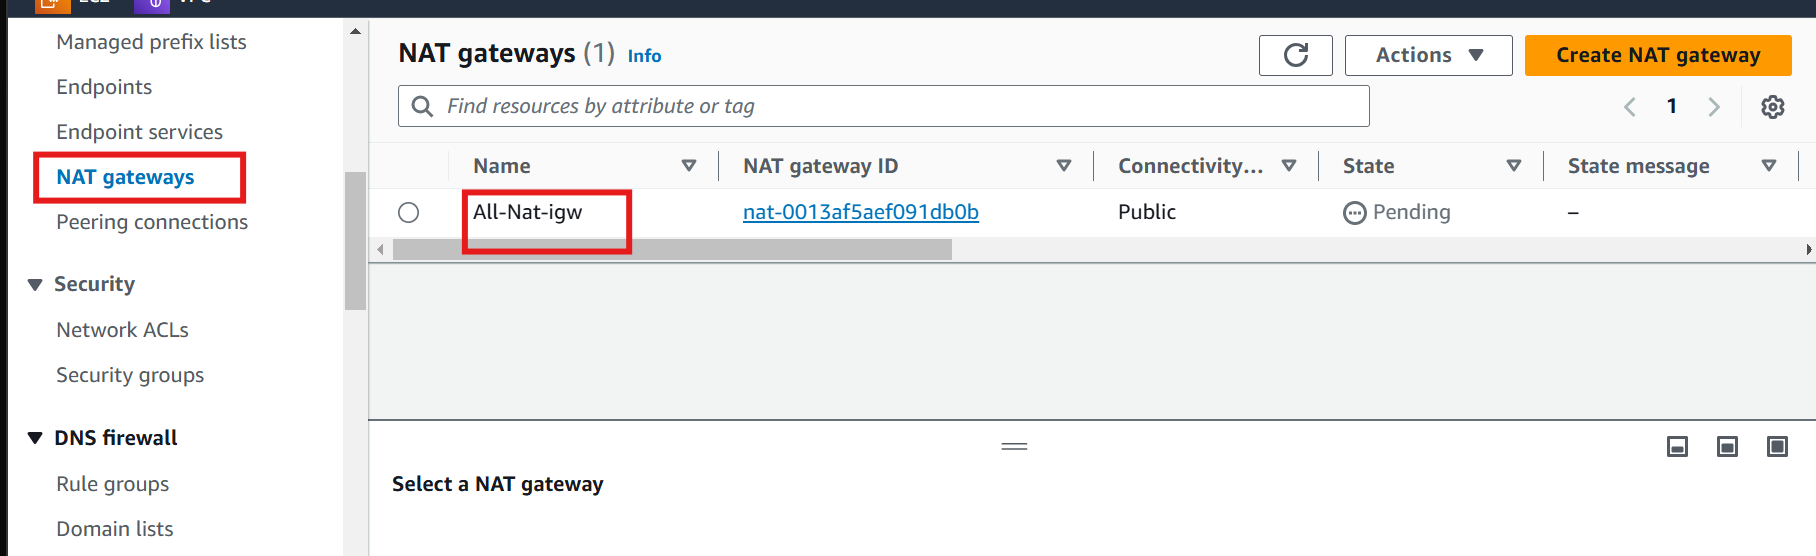 Managed prefix lists
Endpoints
Endpoint services
NAT gateways
Peering connections
Security
Network ACLs
Security groups
DNS firewall
Rule groups
Domain lists
NAT gateways (1) Info
Actions
Create NAT gateway
Find resources by attribute or tag
1
Name NAT gateway ID Connectivity... State State message
All-Nat-igw nat-0013af5aef091db0b Public Pending –
Select a NAT gateway